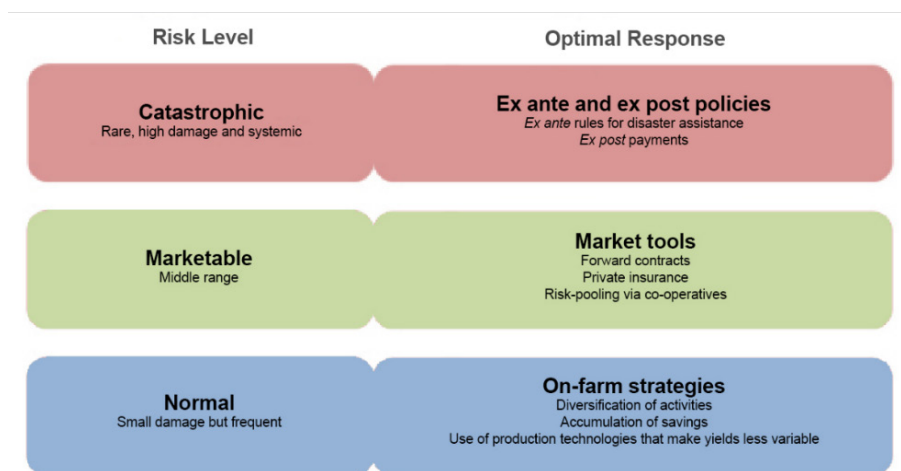 Risk Level
Optimal Response
Catastrophic
Rare, high damage and systemic
Ex ante and ex post policies
Ex ante rules for disaster assistance
Ex post payments
Marketable
Middle range
Market tools
Forward contracts
Private insurance
Risk-pooling via co-operatives
Normal
Small damage but frequent
On-farm strategies
Diversification of activities
Accumulation of savings
Use of production technologies that make yields less variable